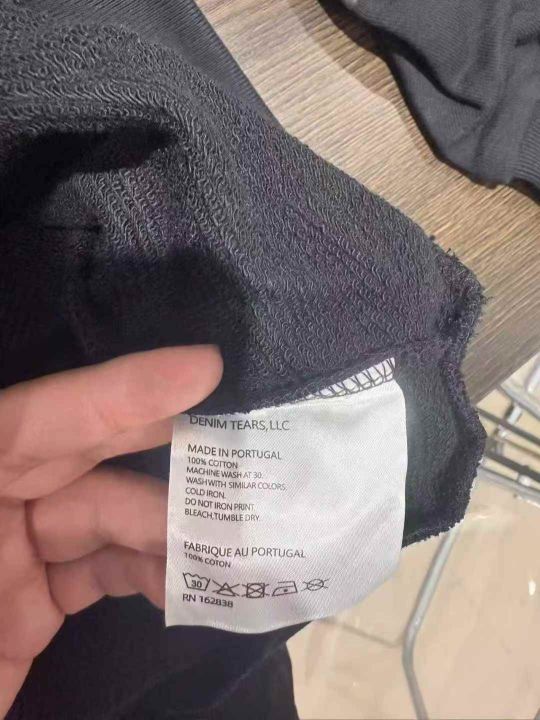 DENIM TEARS,LLC
MADE IN PORTUGAL
100% COTTON
MACHINE WASH AT 30.
WASH WITH SIMILAR COLORS.
COLD IRON.
DO NOT IRON PRINT.
BLEACH,TUMBLE DRY.
FABRIQUE AU PORTUGAL
100% COTON
30
RN 162838